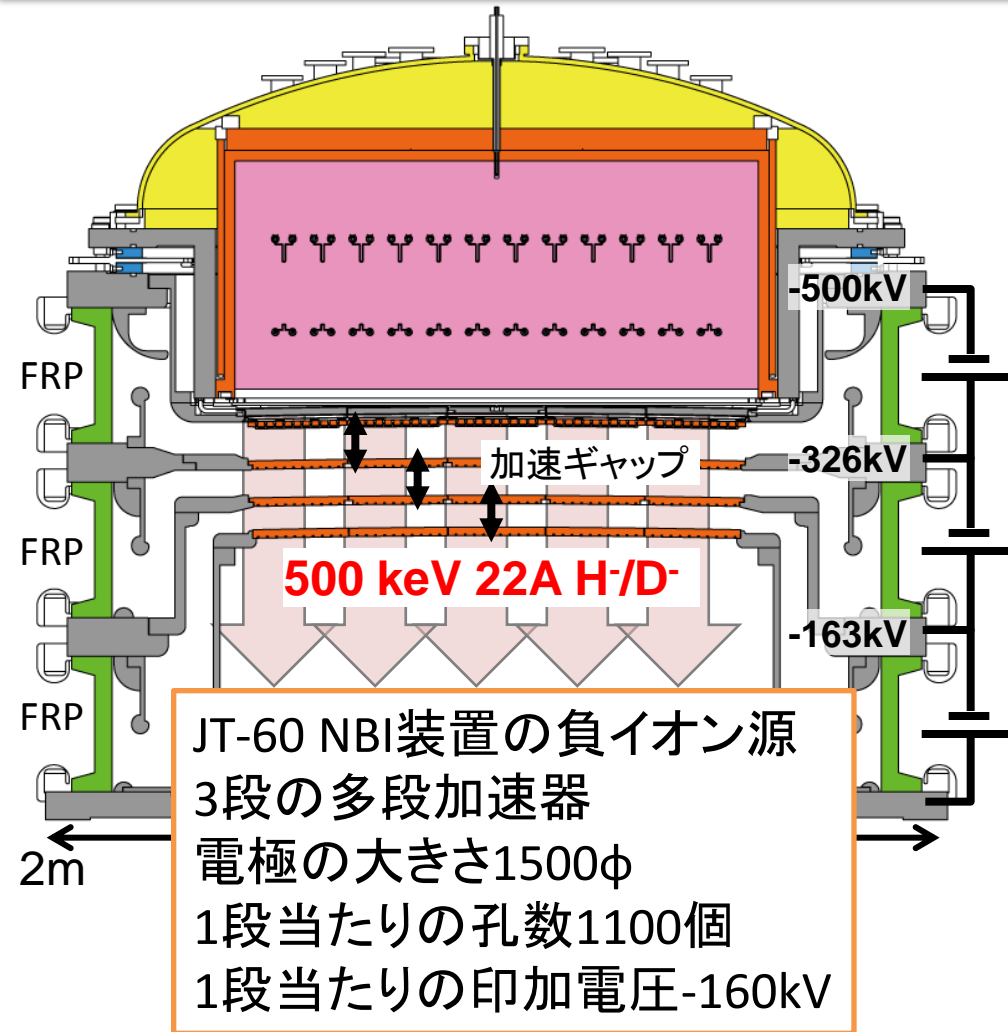 -500kV
FRP
加速ギャップ
-326kV
FRP
500 keV 22A H-/D-
-163kV
FRP
JT-60 NBI装置の負イオン源
3段の多段加速器
電極の大きさ1500φ
1段当たりの孔数1100個
1段当たりの印加電圧-160kV
2m